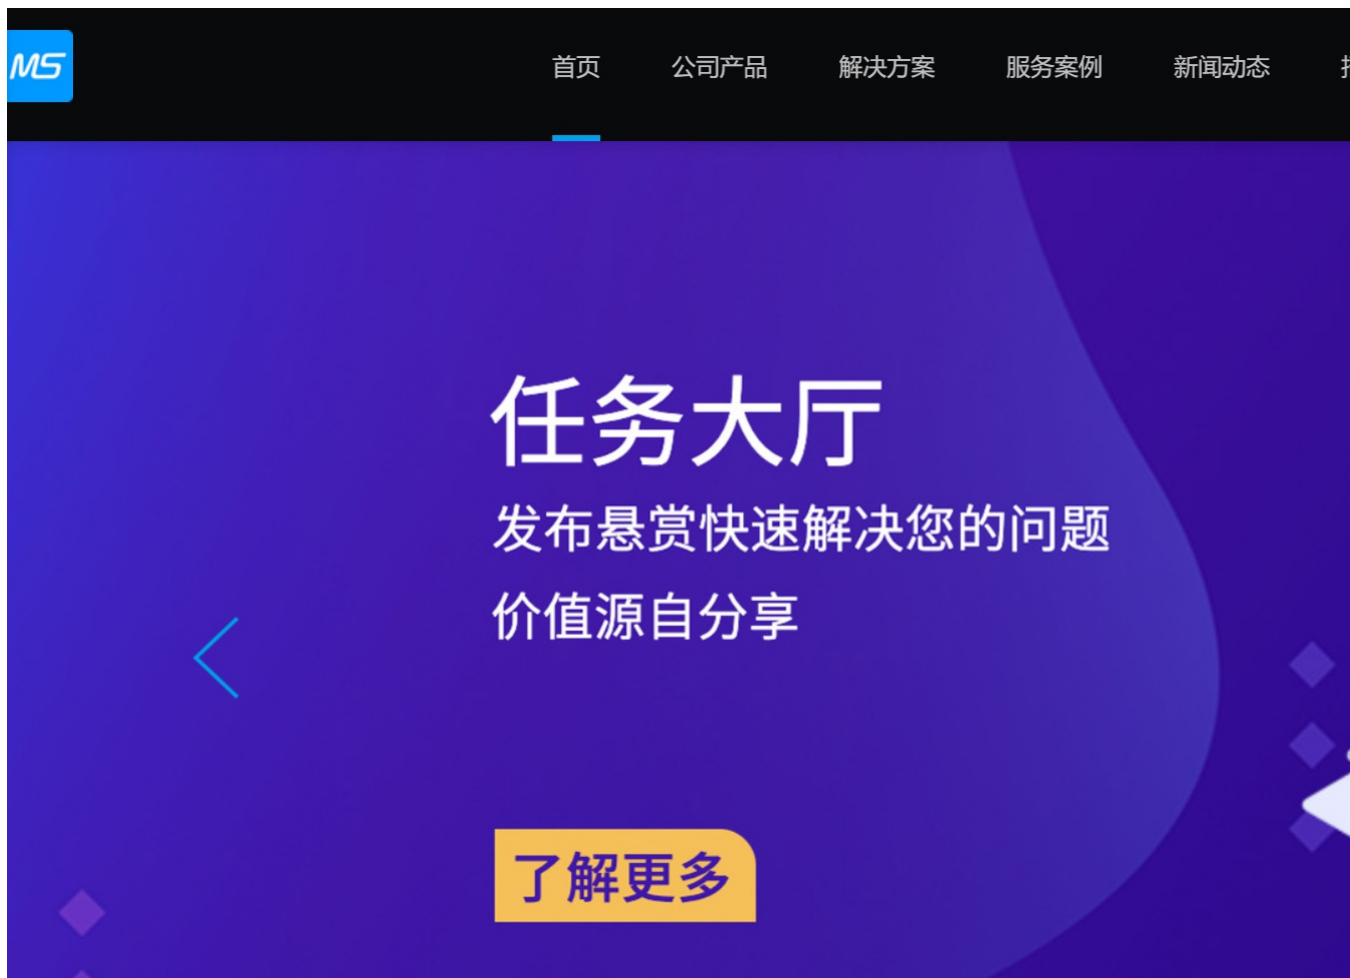 MS
首页 公司产品 解决方案 服务案例 新闻动态
任务大厅
发布悬赏快速解决您的问题
价值源自分享
了解更多